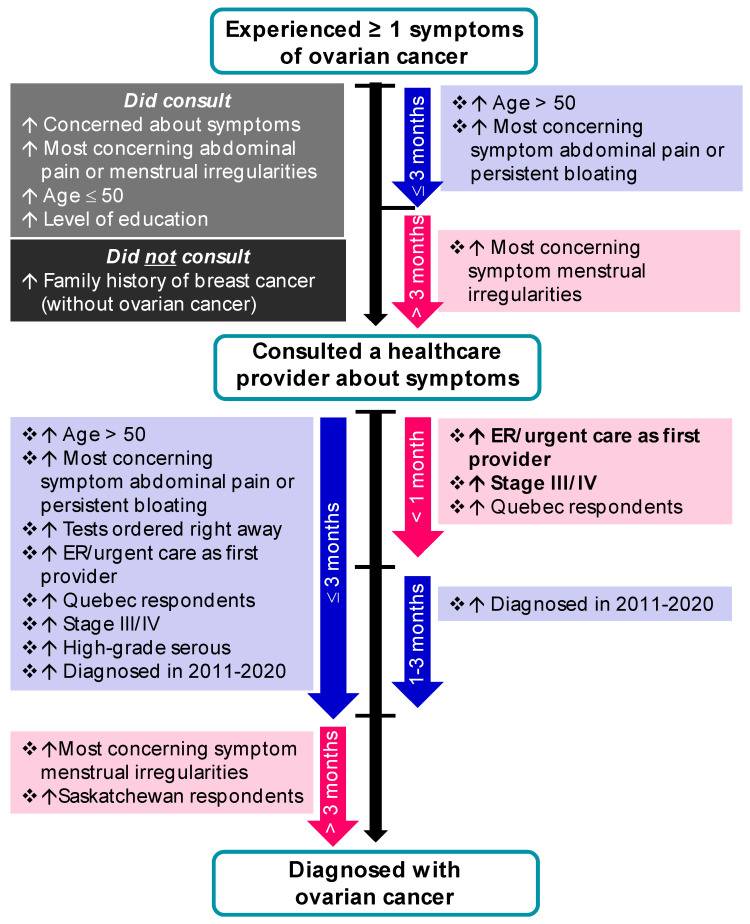 Experienced ≥ 1 symptoms
of ovarian cancer
Did consult
↑ Concerned about symptoms
↑ Most concerning abdominal
pain or menstrual irregularities
↑ Age ≤ 50
↑ Level of education
Did not consult
↑ Family history of breast cancer
(without ovarian cancer)
≤ 3 months
❖ ↑ Age > 50
❖ ↑ Most concerning
symptom abdominal pain or
persistent bloating
> 3 months
❖ ↑ Most concerning
symptom menstrual
irregularities
Consulted a healthcare
provider about symptoms
❖ ↑ Age > 50
❖ ↑ Most concerning
symptom abdominal pain or
persistent bloating
❖ ↑ Tests ordered right away
❖ ↑ ER/urgent care as first
provider
❖ ↑ Quebec respondents
❖ ↑ Stage III/IV
❖ ↑ High-grade serous
❖ ↑ Diagnosed in 2011-2020
≤ 3 months
< 1 month
❖ ↑ ER/urgent care as first
provider
❖ ↑ Stage III/IV
❖ ↑ Quebec respondents
1-3 months
❖ ↑ Diagnosed in 2011-2020
❖ ↑Most concerning symptom
menstrual irregularities
❖ ↑Saskatchewan respondents
> 3 months
Diagnosed with
ovarian cancer